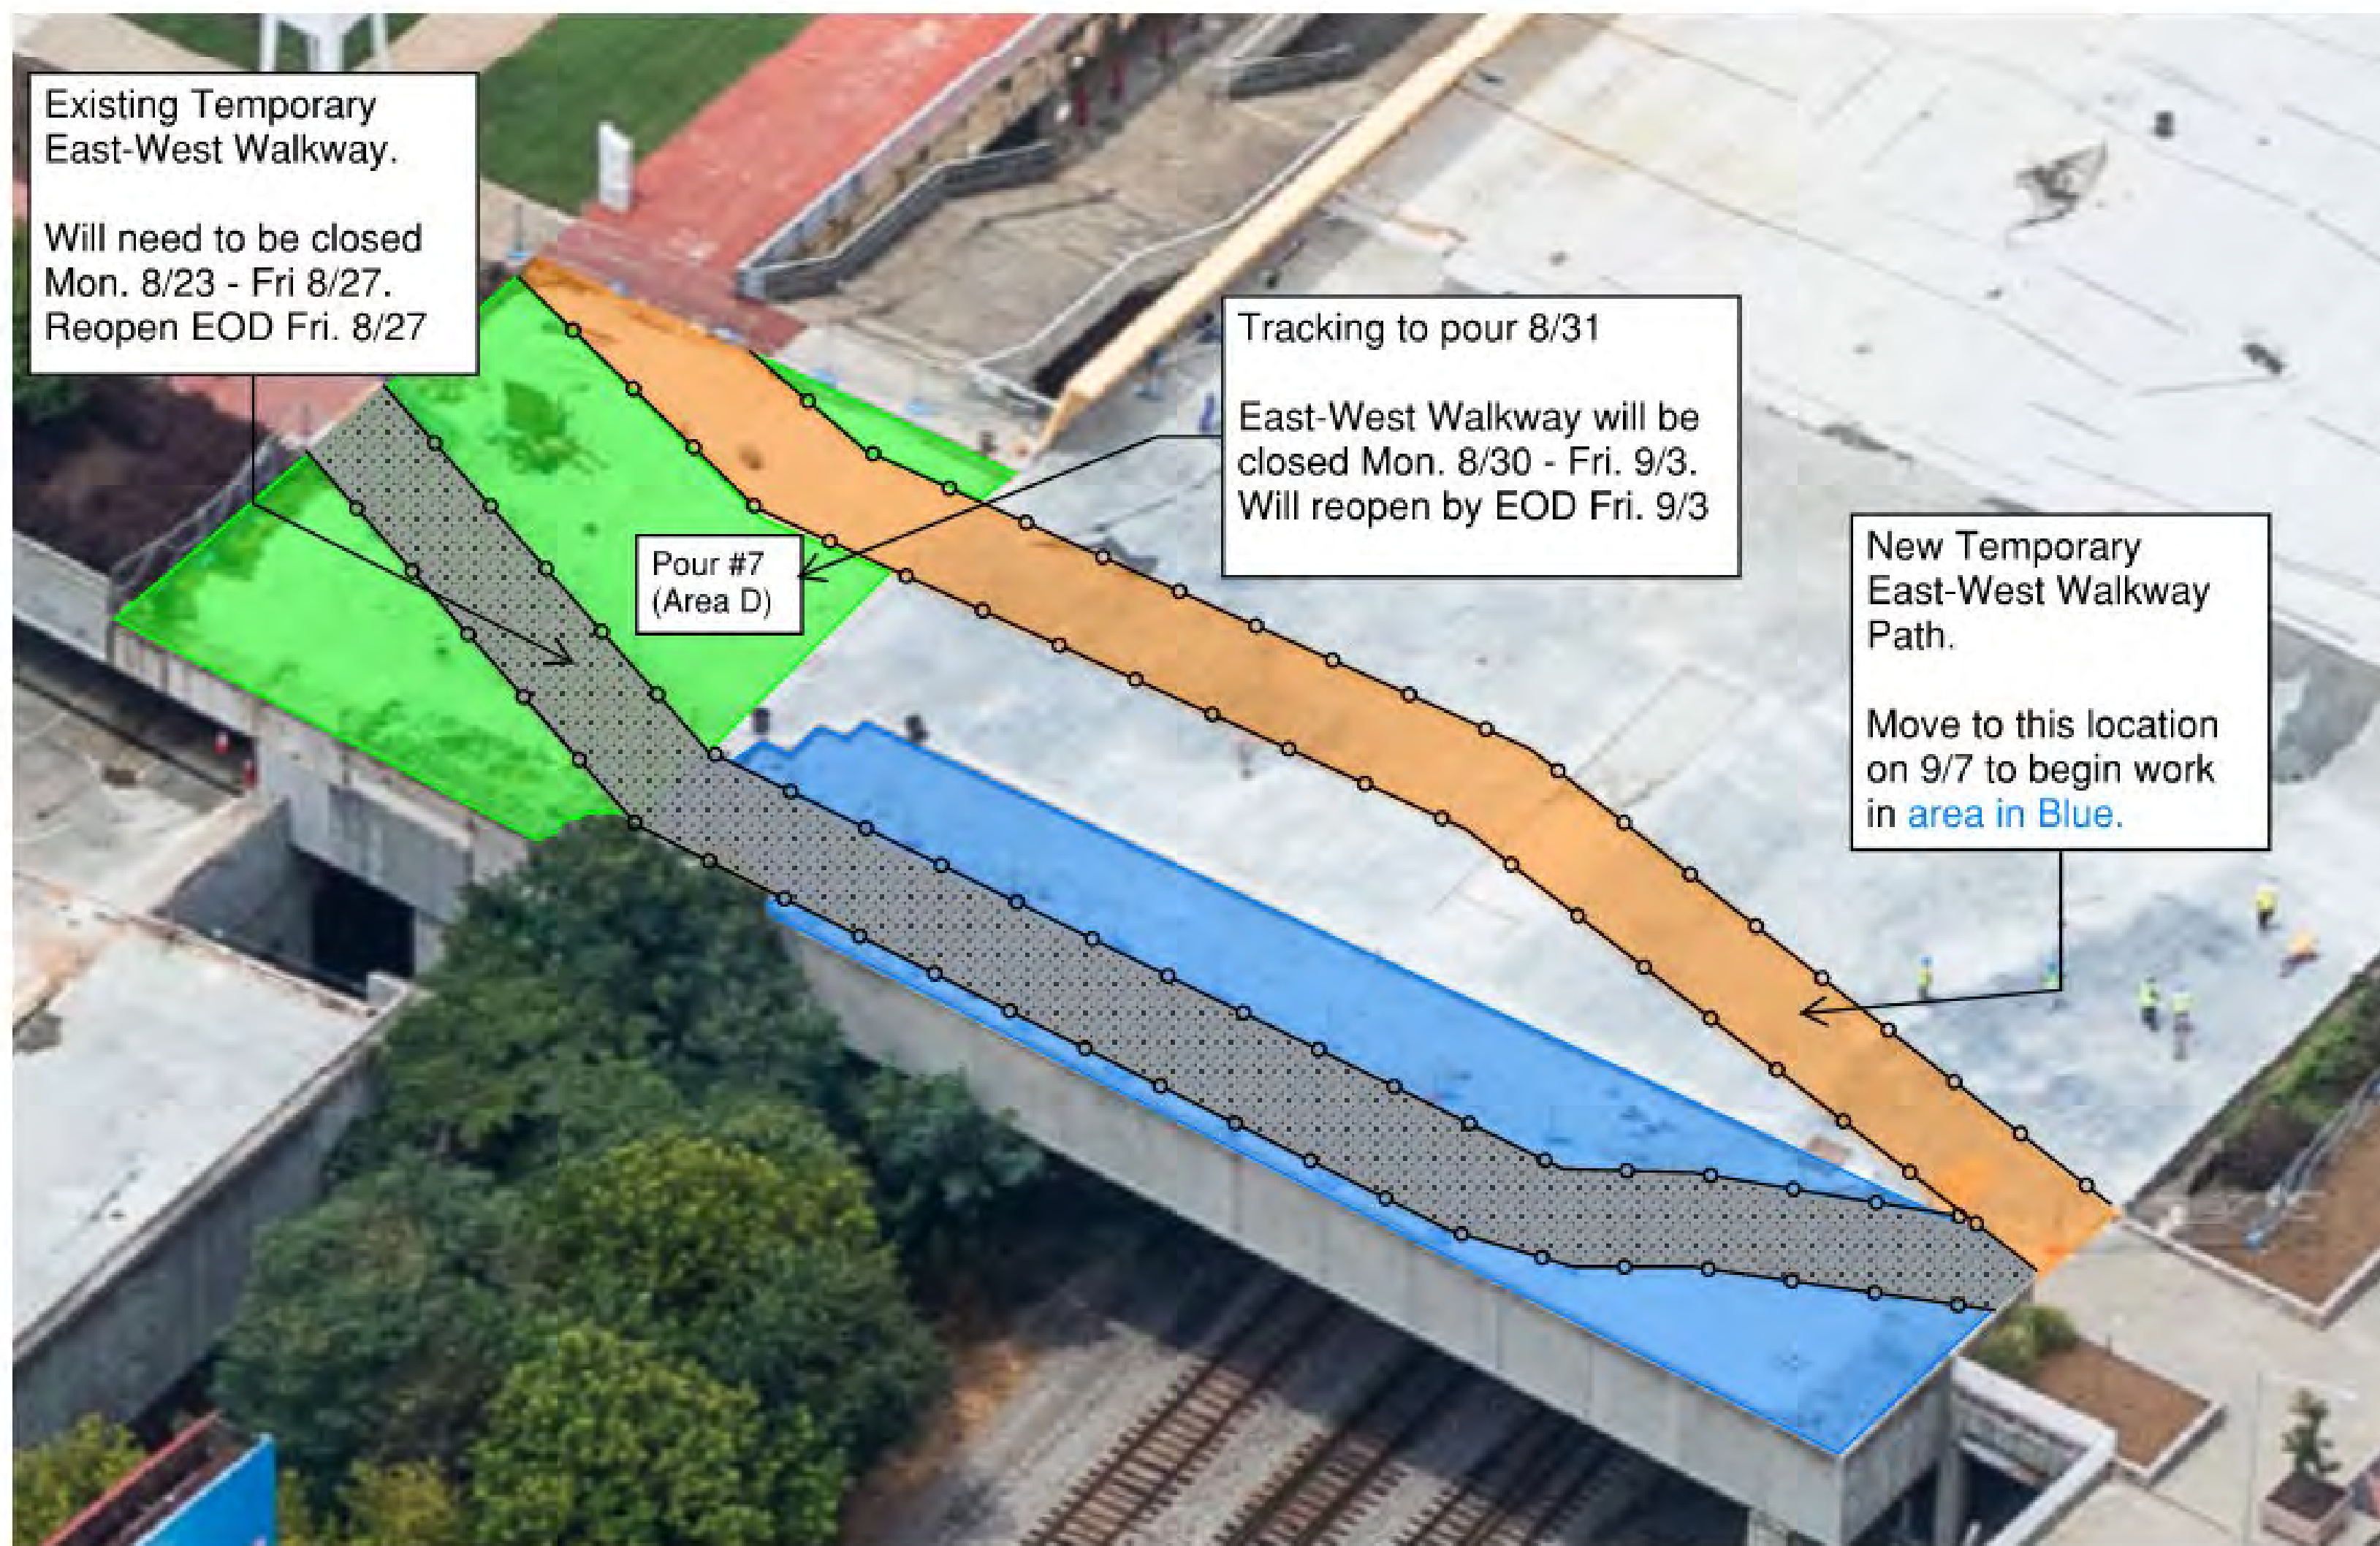 Existing Temporary
East-West Walkway.
Will need to be closed
Mon. 8/23 - Fri 8/27.
Reopen EOD Fri. 8/27
Tracking to pour 8/31
East-West Walkway will be
closed Mon. 8/30 - Fri. 9/3.
Will reopen by EOD Fri. 9/3
Pour #7
(Area D)
New Temporary
East-West Walkway
Path.
Move to this location
on 9/7 to begin work
in area in Blue.